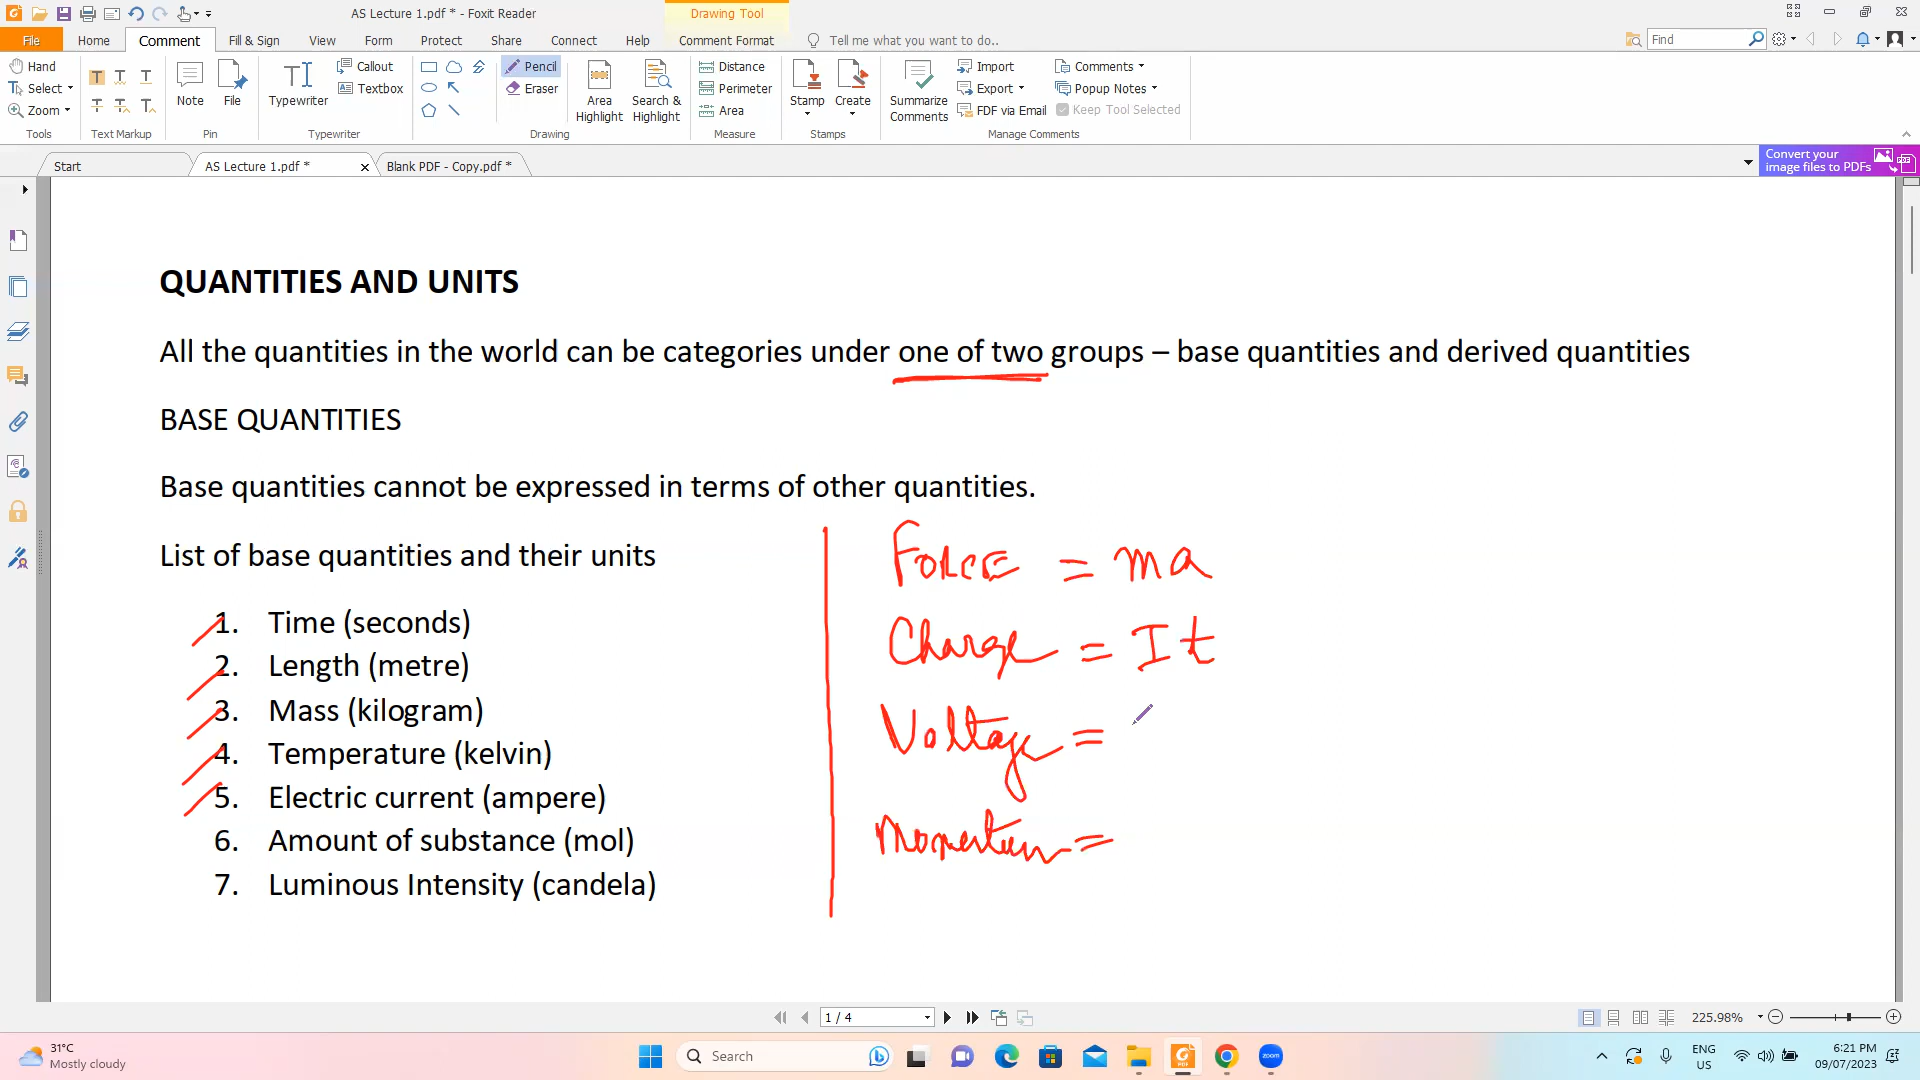 AS Lecture 1.pdf * - Foxit Reader
Drawing Tool
File Home Comment Fill & Sign View Form Protect Share Connect Help Comment Format Tell me what you want to do.. Find
Hand
Select
Zoom
Tools
Text Markup
Note
File
Pin
Typewriter
Callout
Textbox
Typewriter
Pencil
Eraser
Area Highlight
Search & Highlight
Drawing
Distance
Perimeter
Area
Measure
Stamp
Create
Stamps
Summarize Comments
Import
Export
FDF via Email
Comments
Popup Notes
Keep Tool Selected
Manage Comments
Start
AS Lecture 1.pdf *
Blank PDF - Copy.pdf *
Convert your
image files to PDFs
QUANTITIES AND UNITS
All the quantities in the world can be categories under one of two groups – base quantities and derived quantities
BASE QUANTITIES
Base quantities cannot be expressed in terms of other quantities.
List of base quantities and their units
1. Time (seconds)
2. Length (metre)
3. Mass (kilogram)
4. Temperature (kelvin)
5. Electric current (ampere)
6. Amount of substance (mol)
7. Luminous Intensity (candela)
FORCE = ma
Charge = It
Voltage =
Momentum =
1 / 4
225.98%
31°C
Mostly cloudy
Search
zoom
ENG
US
6:21 PM
09/07/2023